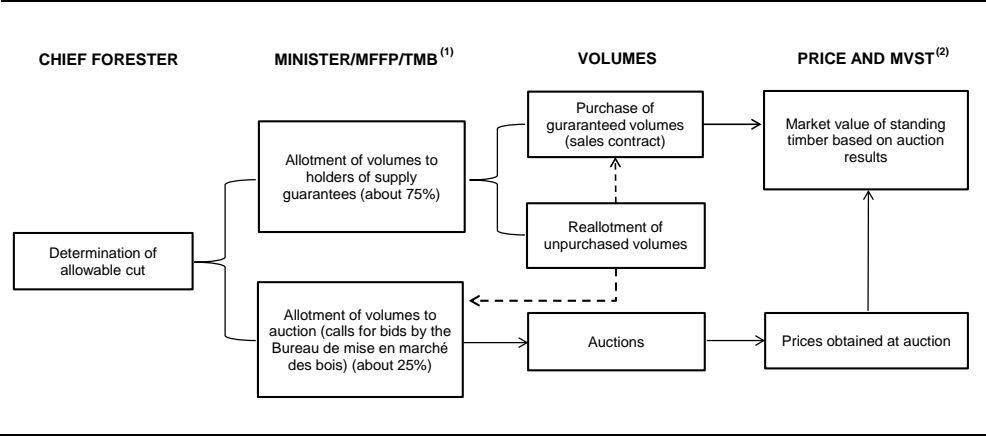 CHIEF FORESTER
MINISTER/MFFP/TMB (1)
VOLUMES
PRICE AND MVST (2)
Determination of
allowable cut
Allotment of volumes to
holders of supply
guarantees (about 75%)
Allotment of volumes to
auction (calls for bids by the
Bureau de mise en marché
des bois) (about 25%)
Purchase of
guraranteed volumes
(sales contract)
Reallotment of
unpurchased volumes
Auctions
Market value of standing
timber based on auction
results
Prices obtained at auction